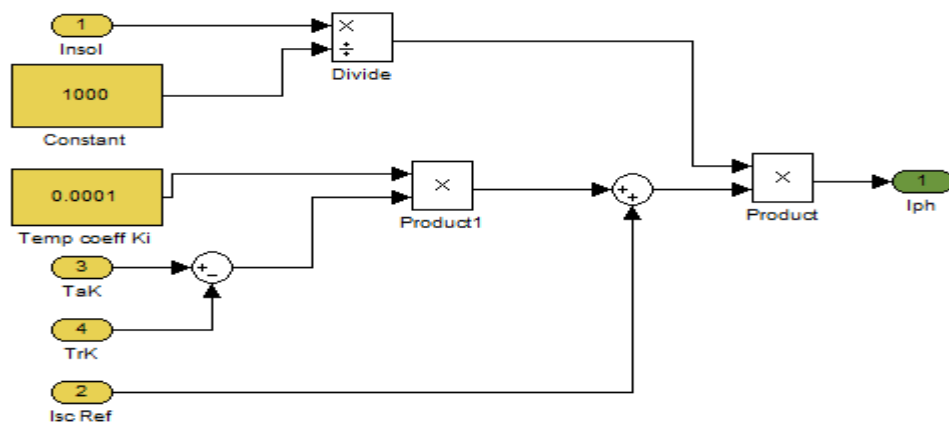 1
Insol
×
÷
Divide
1000
Constant
0.0001
Temp coeff Ki
×
Product1
+
+
×
Product
1
Iph
3
TaK
+
−
4
TrK
2
Isc Ref